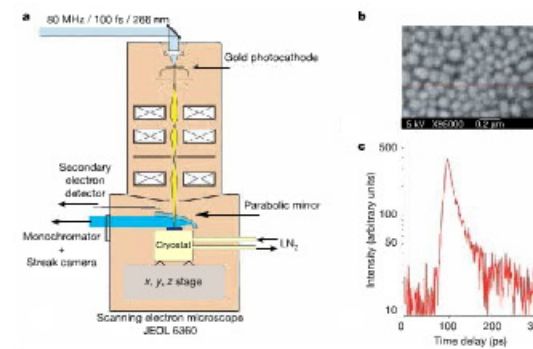 a
80 MHz / 100 fs / 266 nm
Gold photocathode
Secondary
electron
detector
Parabolic mirror
Monochromator
+
Streak camera
Cryostat
LN2
x, y, z stage
Scanning electron microscope
JEOL 6360
b
5 kV X95000 0.2 µm
c
Intensity (arbitrary units)
500
100
50
10
0 100 200 300
Time delay (ps)